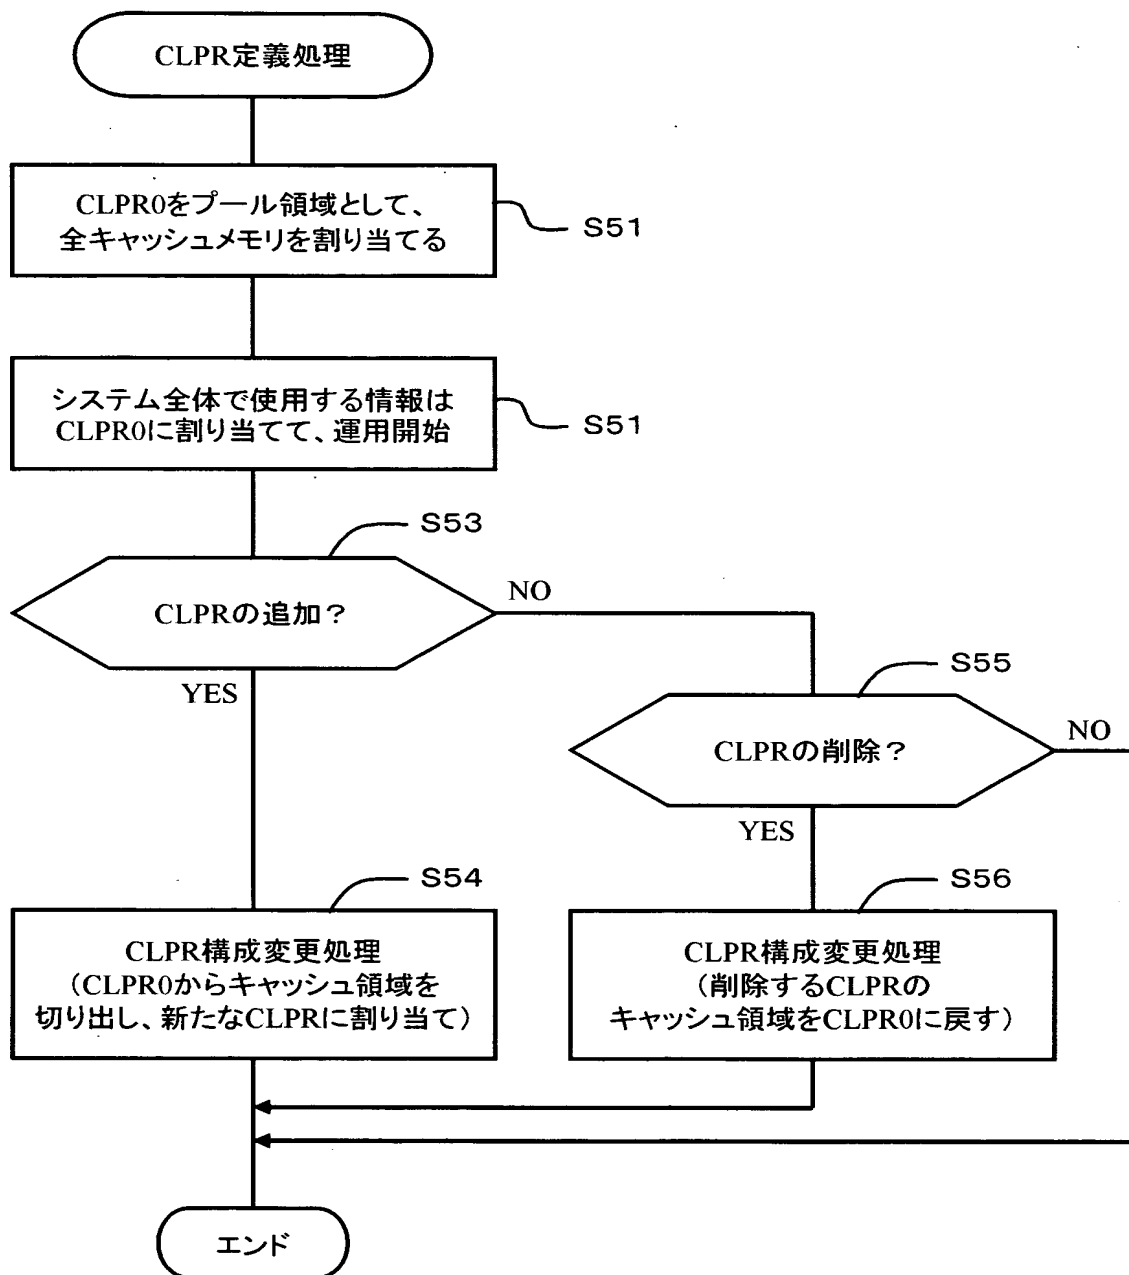 CLPR定義処理
CLPR0をプール領域として、
全キャッシュメモリを割り当てる
S51
システム全体で使用する情報は
CLPR0に割り当てて、運用開始
S51
S53
CLPRの追加?
NO
YES
S55
CLPRの削除?
NO
YES
S54
CLPR構成変更処理
(CLPR0からキャッシュ領域を
切り出し、新たなCLPRに割り当て)
S56
CLPR構成変更処理
(削除するCLPRの
キャッシュ領域をCLPR0に戻す)
エンド